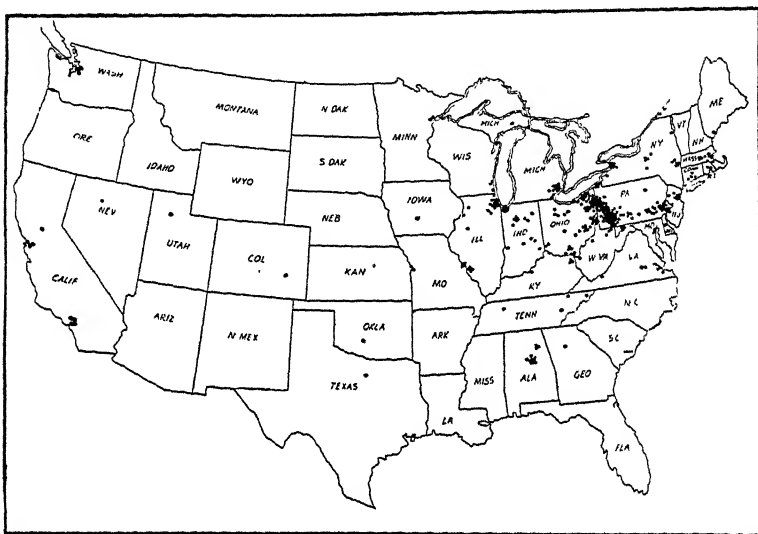 WASH
MONTANA
N DAK
MINN
MICH
ME
VT
NH
ORE
IDAHO
S DAK
WIS
MICH
NY
MASS
WYO
IOWA
PA
NEV
NEB
ILL
IND
OHIO
NJ
UTAH
COL
W VA
VA
CALIF
KAN
MO
KY
N C
ARIZ
N MEX
OKLA
ARK
TENN
S C
TEXAS
MISS
ALA
GEO
LA
FLA